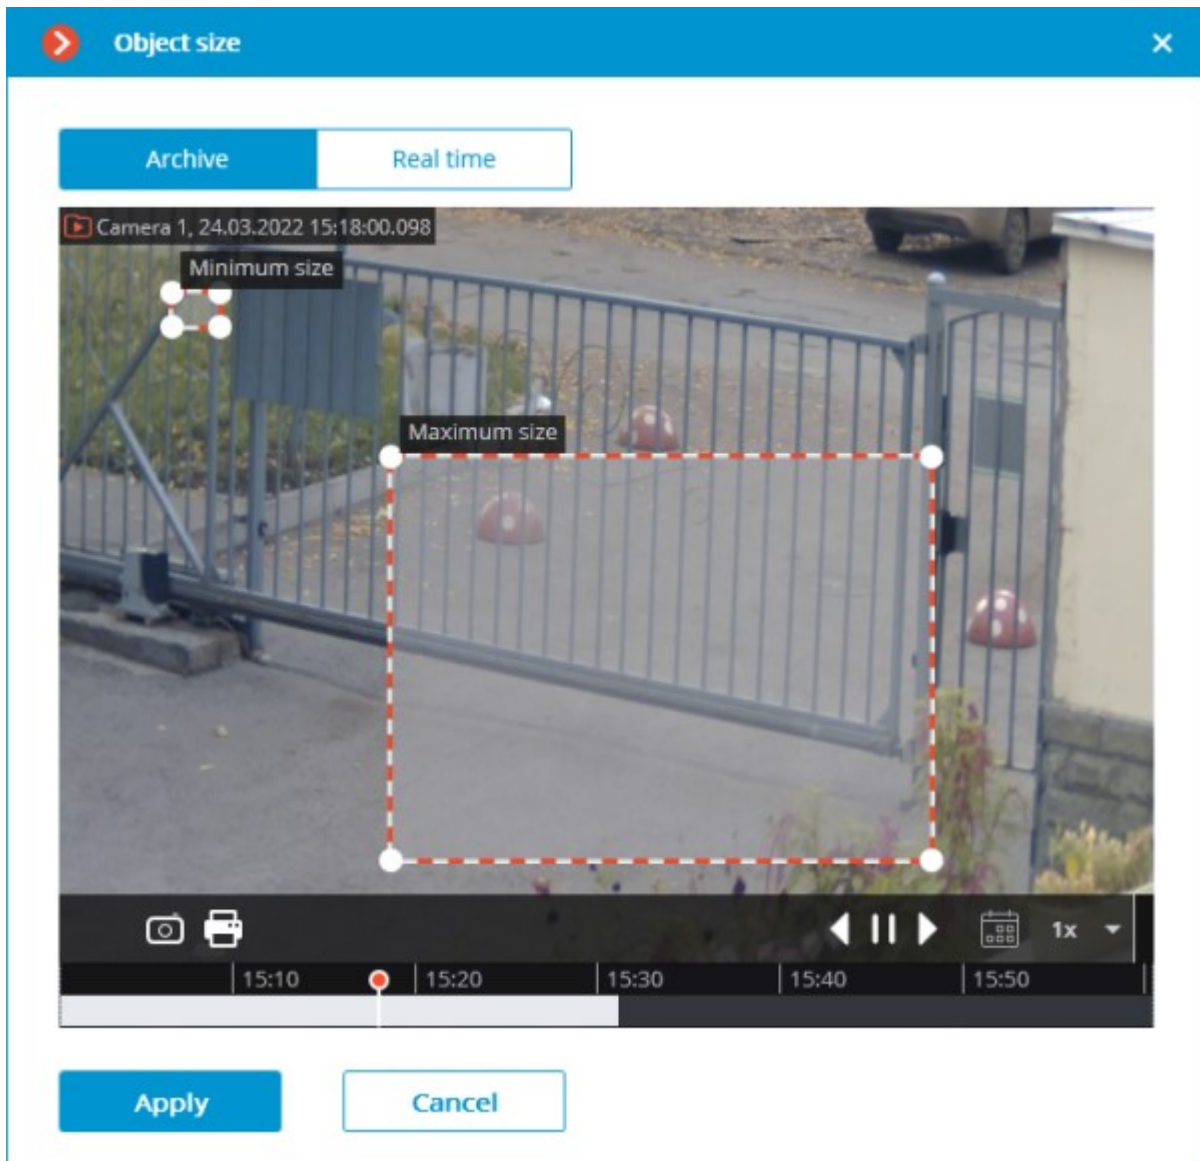 Object size
Archive Real time
Camera 1, 24.03.2022 15:18:00.098
Minimum size
Maximum size
1x
15:10 15:20 15:30 15:40 15:50
Apply Cancel